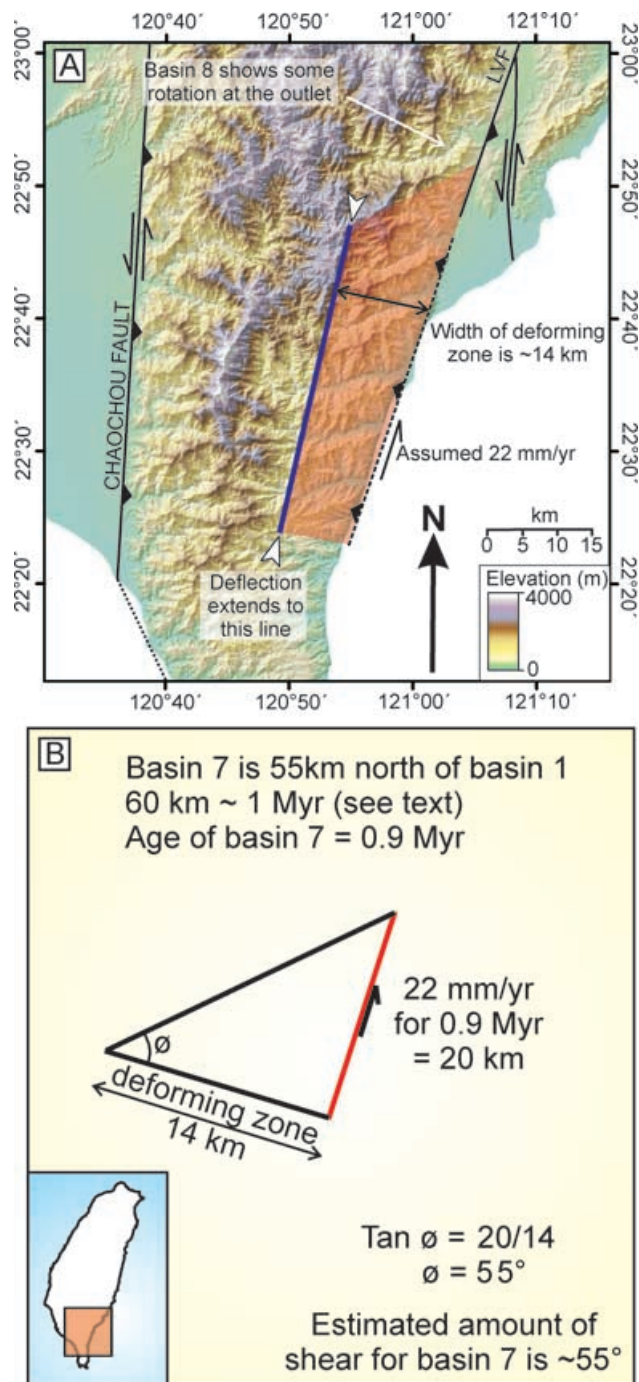 120°40' 120°50' 121°00' 121°10'
23°00' 22°50' 22°40' 22°30' 22°20'
A
Basin 8 shows some
rotation at the outlet
LVF
CHAOCHOU FAULT
Width of deforming
zone is ~14 km
Assumed 22 mm/yr
N
km
0 5 10 15
Deflection
extends to
this line
Elevation (m)
4000
0
23°00' 22°50' 22°40' 22°30' 22°20'
120°40' 120°50' 121°00' 121°10'
B
Basin 7 is 55km north of basin 1
60 km ~ 1 Myr (see text)
Age of basin 7 = 0.9 Myr
ø
22 mm/yr
for 0.9 Myr
= 20 km
deforming zone
14 km
Tan ø = 20/14
ø = 55°
Estimated amount of
shear for basin 7 is ~55°